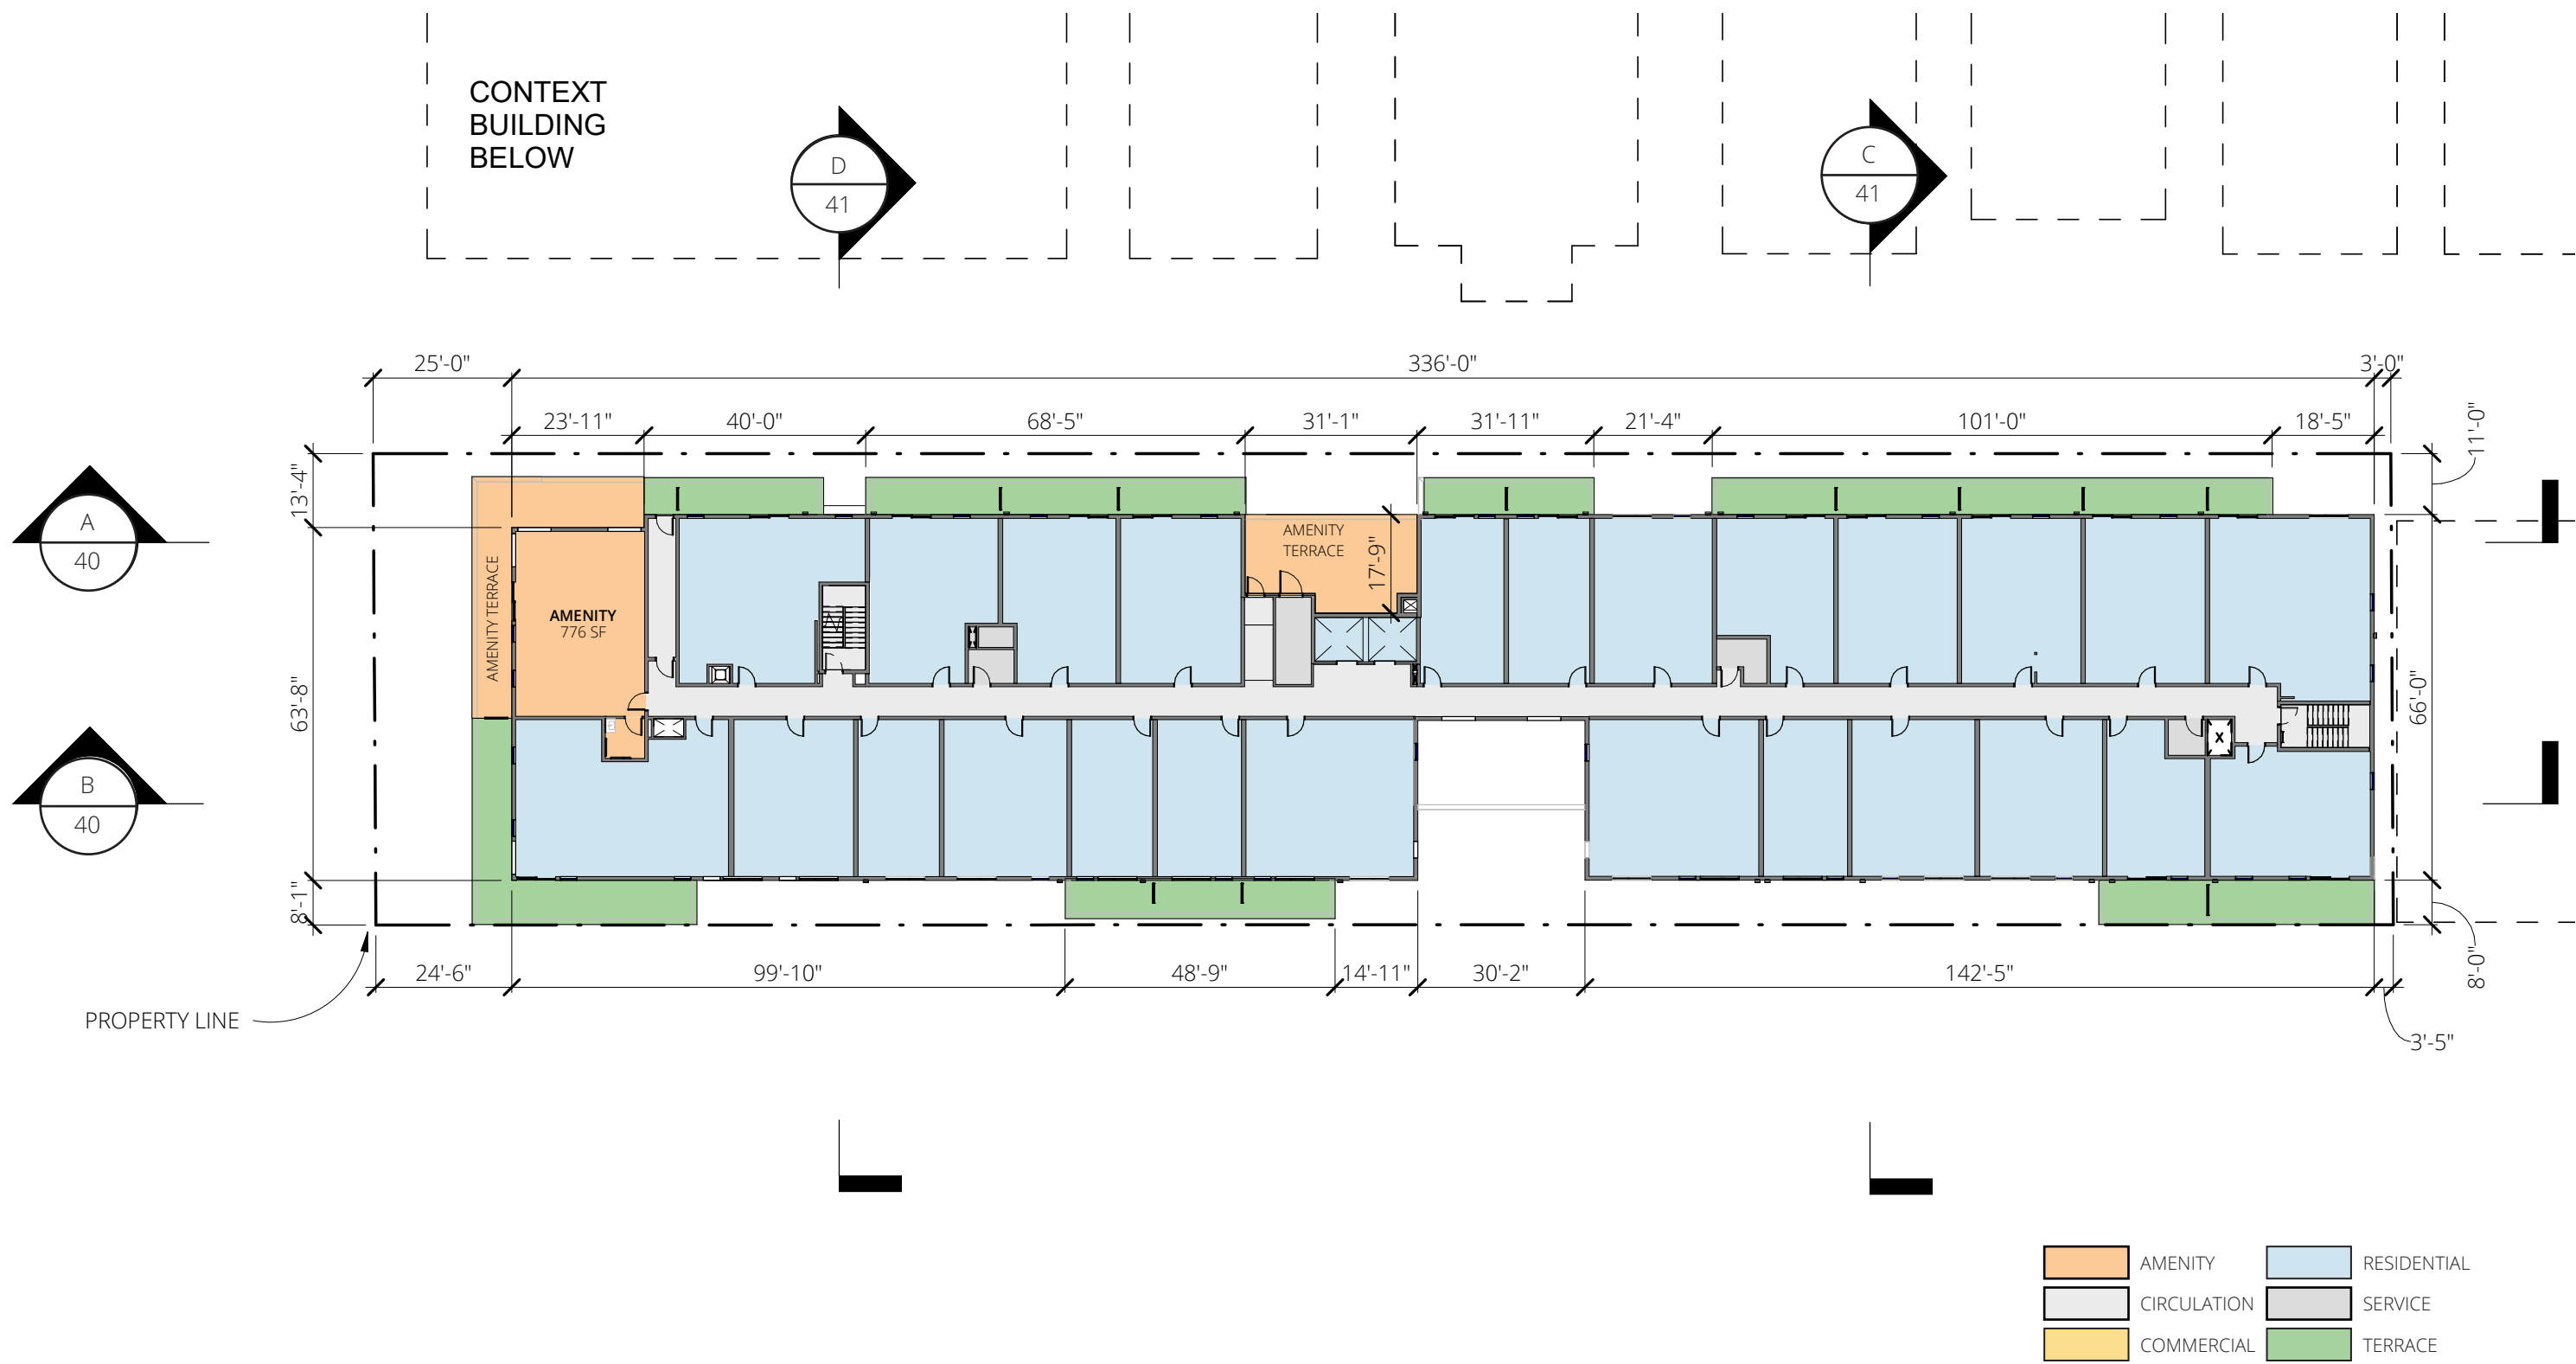 CONTEXT
BUILDING
BELOW
D
41
C
41
25'-0"
336'-0"
3'-0"
23'-11"
40'-0"
68'-5"
31'-1"
31'-11"
21'-4"
101'-0"
18'-5"
11'-0"
13'-4"
A
40
AMENITY
TERRACE
17'-9"
AMENITY TERRACE
AMENITY
776 SF
63'-8"
66'-0"
X
B
40
8'-1"
8'-0"
24'-6"
99'-10"
48'-9"
14'-11"
30'-2"
142'-5"
3'-5"
PROPERTY LINE
AMENITY
RESIDENTIAL
CIRCULATION
SERVICE
COMMERCIAL
TERRACE